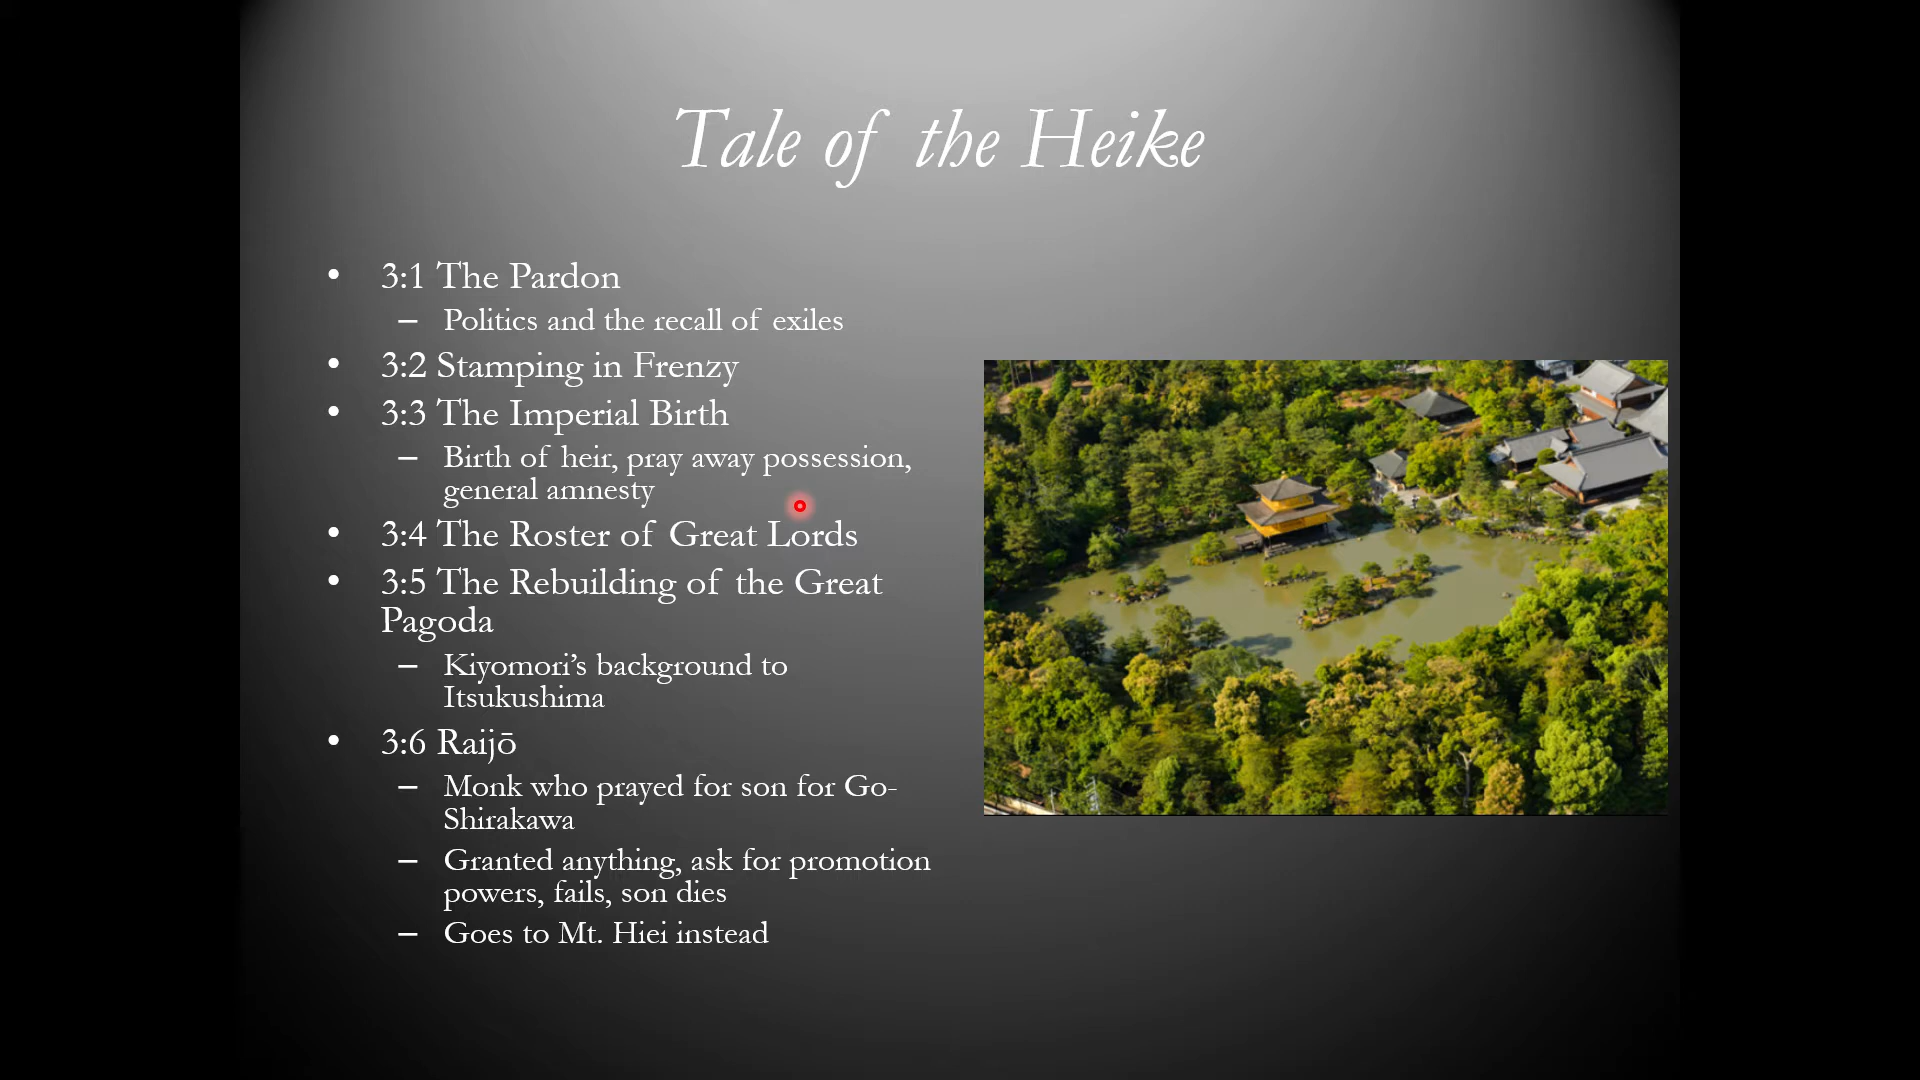 Tale of the Heike
• 3:1 The Pardon
– Politics and the recall of exiles
• 3:2 Stamping in Frenzy
• 3:3 The Imperial Birth
– Birth of heir, pray away possession,
general amnesty
• 3:4 The Roster of Great Lords
• 3:5 The Rebuilding of the Great
Pagoda
– Kiyomori’s background to
Itsukushima
• 3:6 Raijō
– Monk who prayed for son for Go-
Shirakawa
– Granted anything, ask for promotion
powers, fails, son dies
– Goes to Mt. Hiei instead